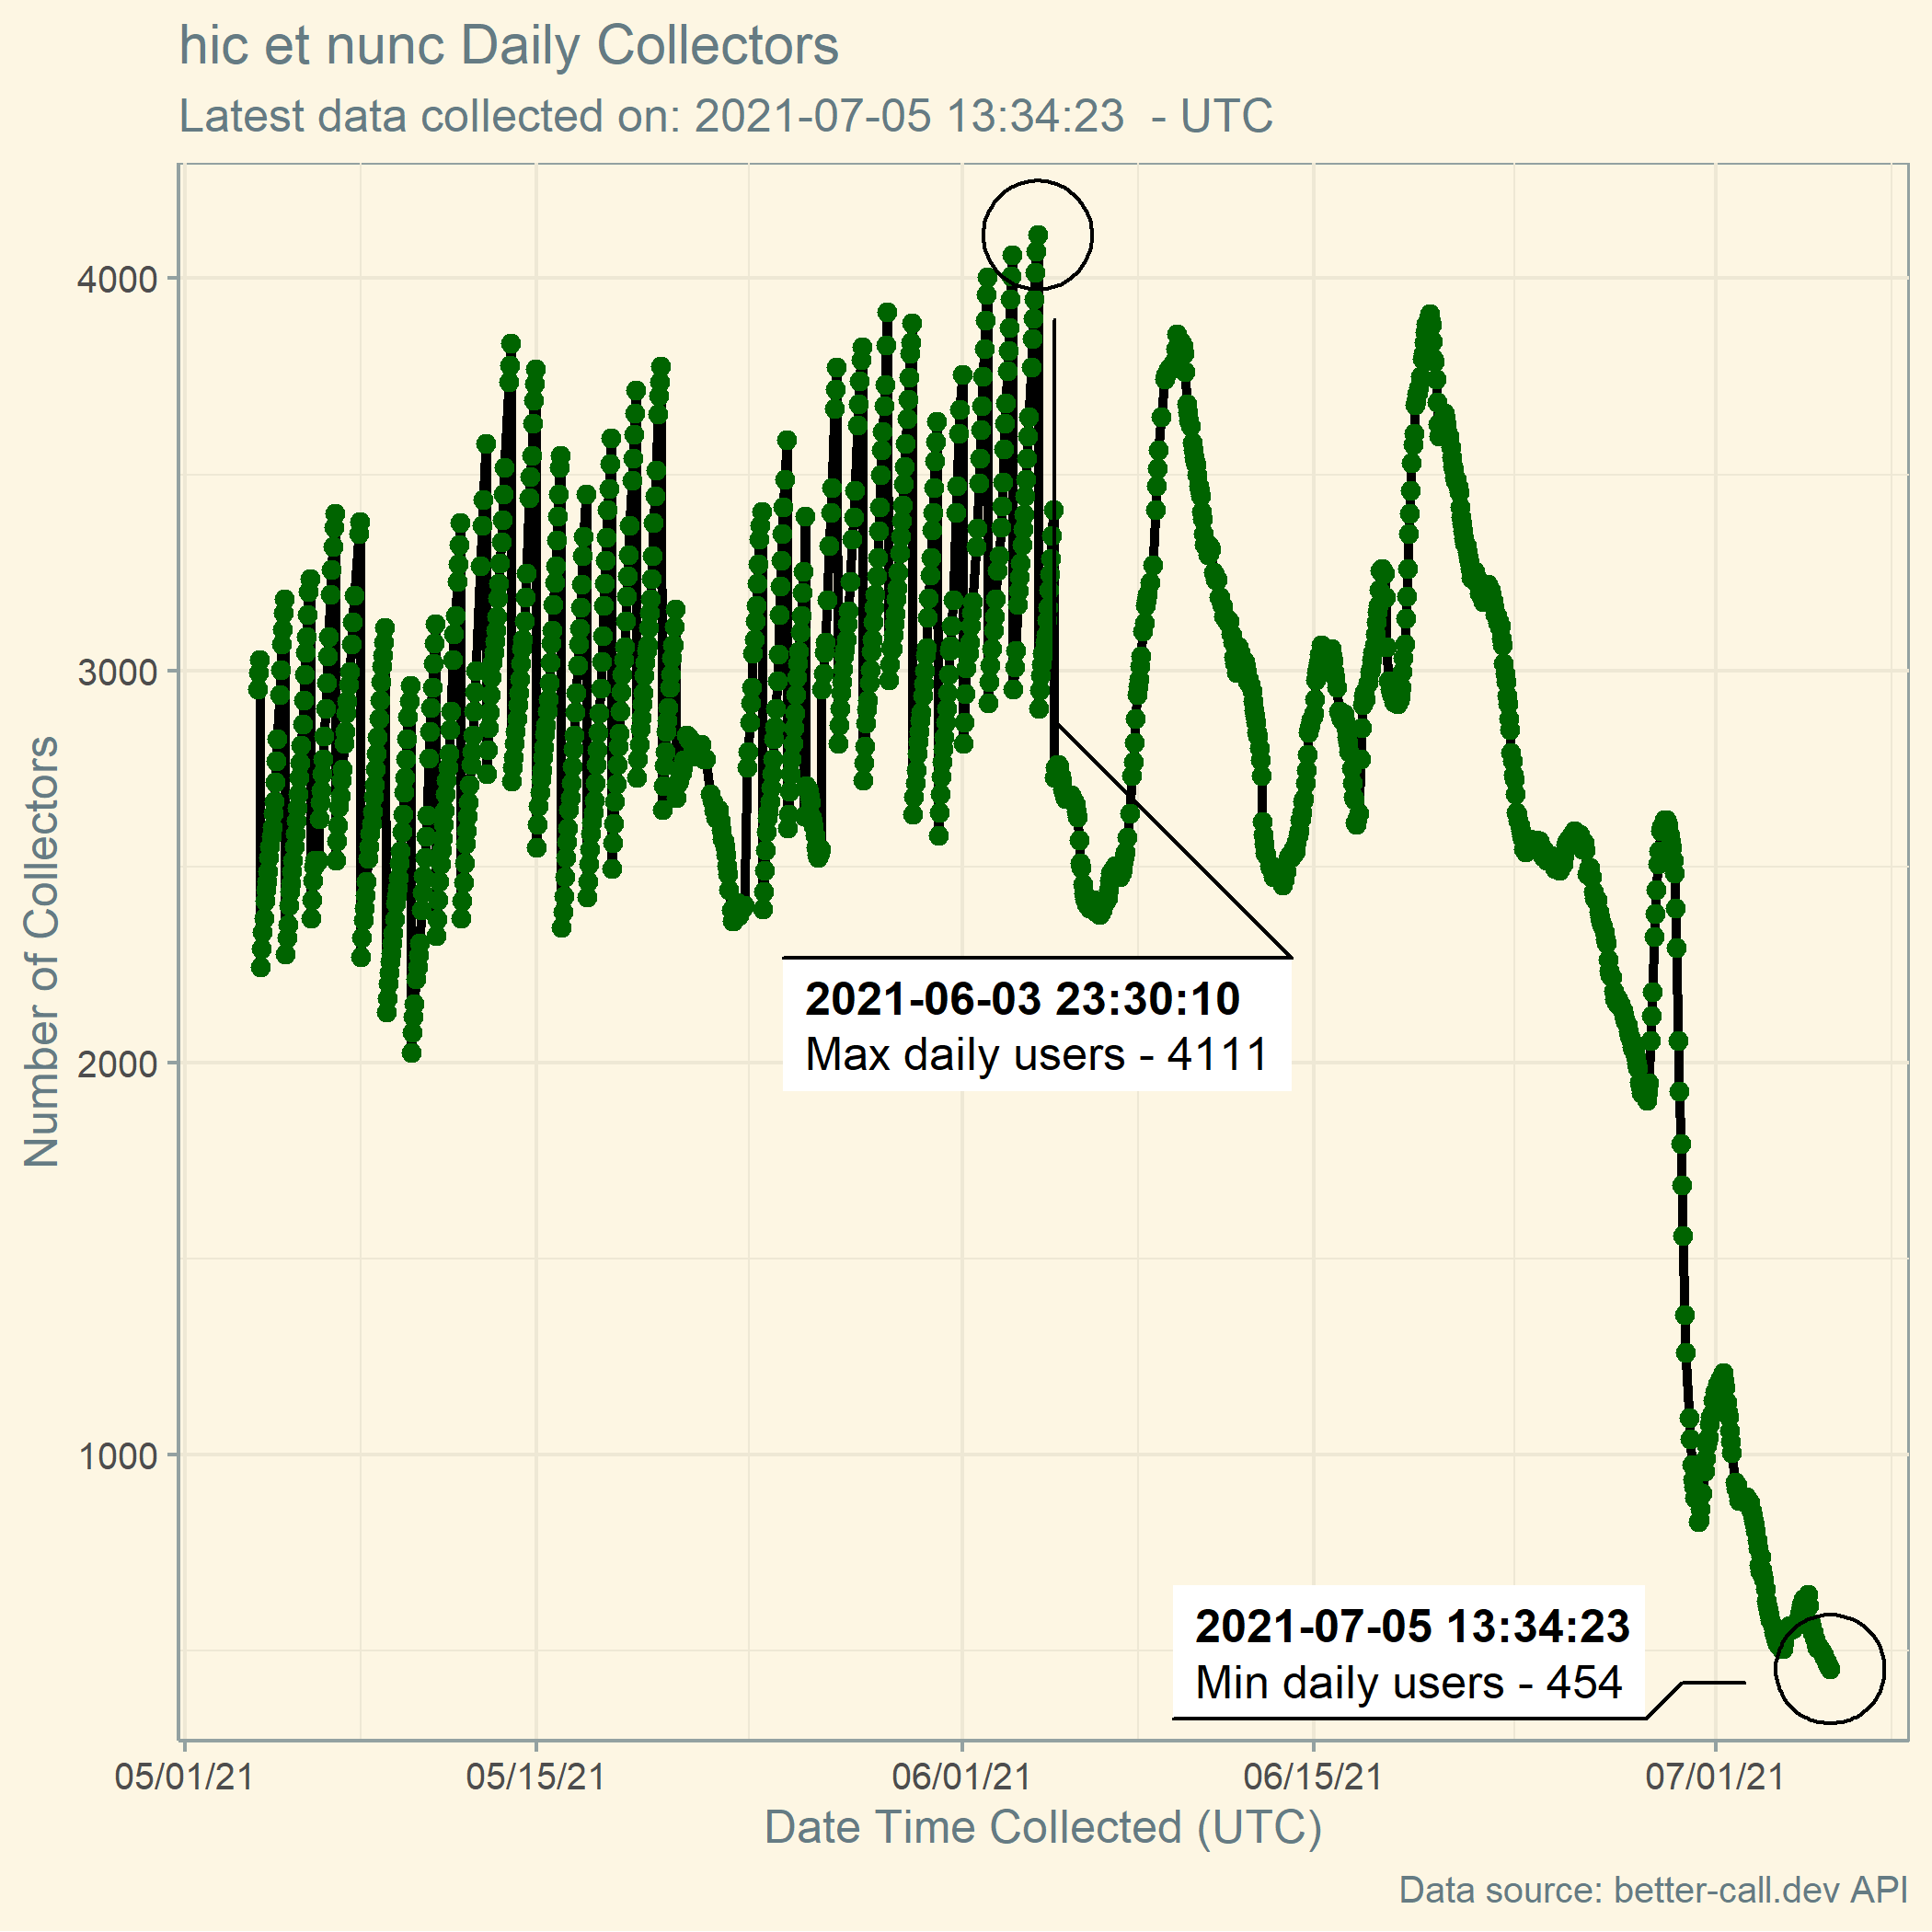 hic et nunc Daily Collectors
Latest data collected on: 2021-07-05 13:34:23  - UTC
Number of Collectors
4000
3000
2000
1000
2021-06-03 23:30:10
Max daily users - 4111
2021-07-05 13:34:23
Min daily users - 454
05/01/21
05/15/21
06/01/21
06/15/21
07/01/21
Date Time Collected (UTC)
Data source: better-call.dev API